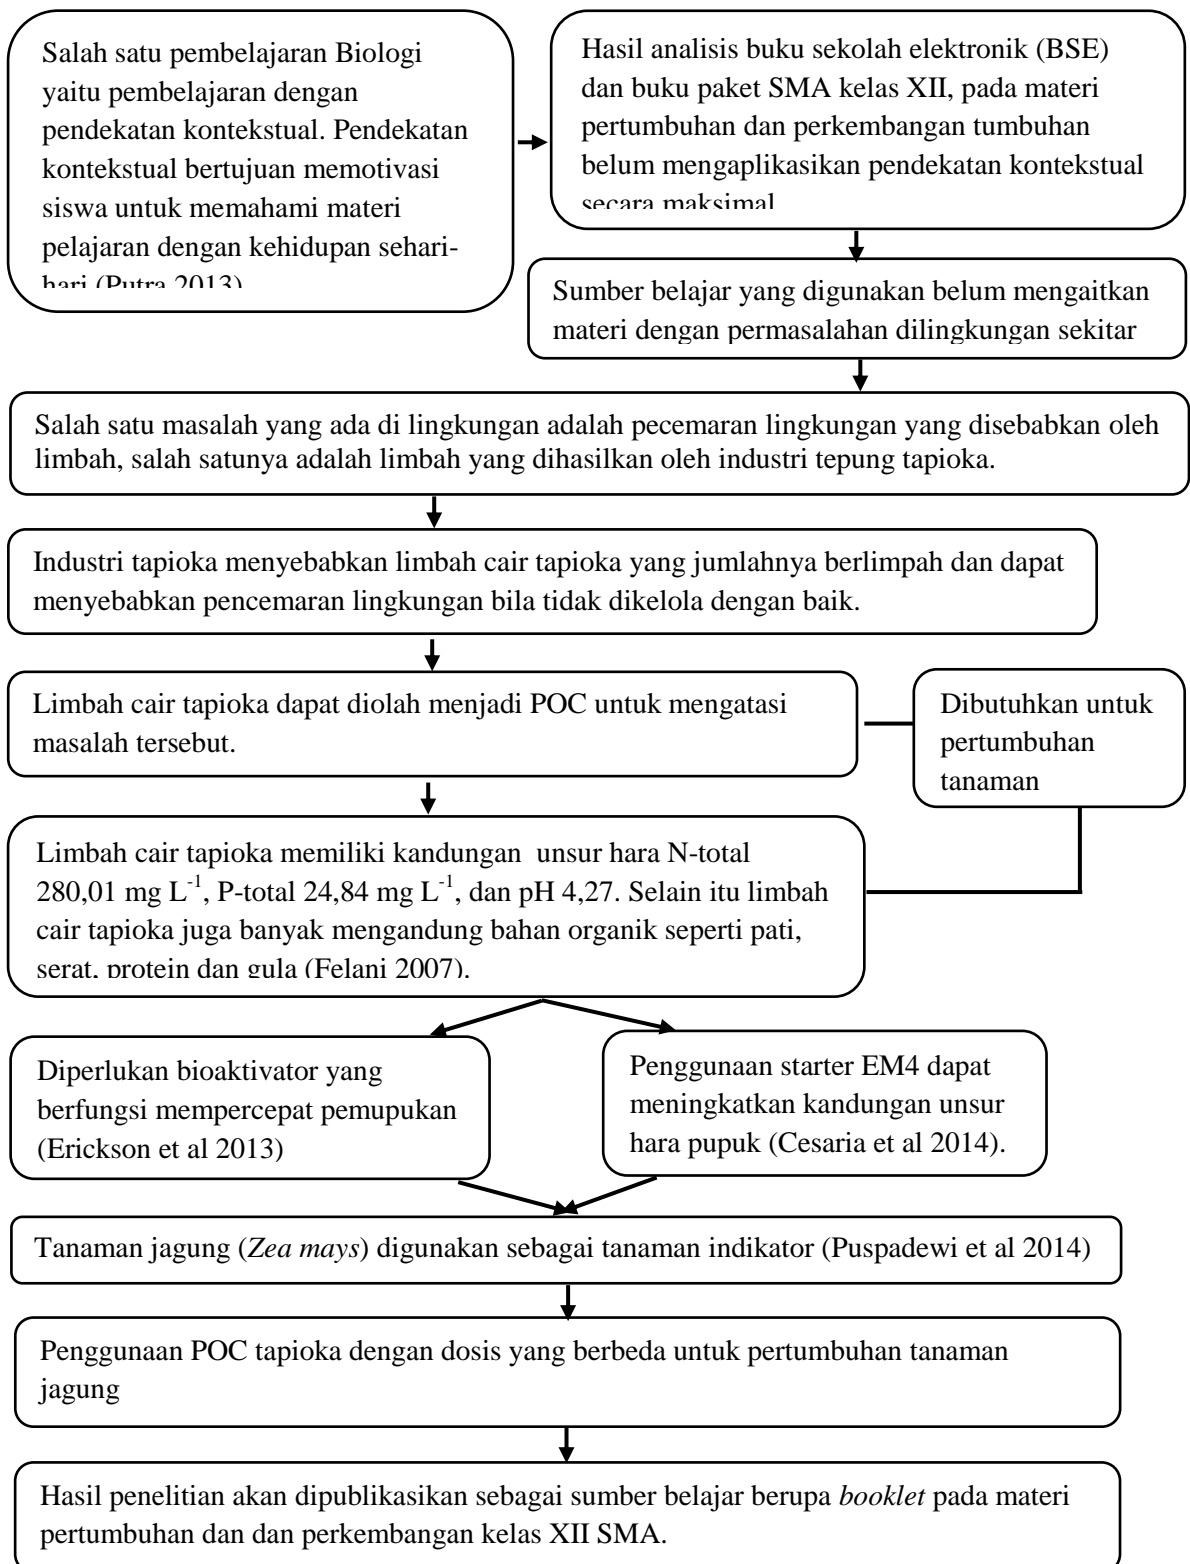 Salah satu pembelajaran Biologi
yaitu pembelajaran dengan
pendekatan kontekstual. Pendekatan
kontekstual bertujuan memotivasi
siswa untuk memahami materi
pelajaran dengan kehidupan sehari-
hari (Putra 2013)
Hasil analisis buku sekolah elektronik (BSE)
dan buku paket SMA kelas XII, pada materi
pertumbuhan dan perkembangan tumbuhan
belum mengaplikasikan pendekatan kontekstual
secara maksimal
Sumber belajar yang digunakan belum mengaitkan
materi dengan permasalahan dilingkungan sekitar
Salah satu masalah yang ada di lingkungan adalah pecemaran lingkungan yang disebabkan oleh
limbah, salah satunya adalah limbah yang dihasilkan oleh industri tepung tapioka.
Industri tapioka menyebabkan limbah cair tapioka yang jumlahnya berlimpah dan dapat
menyebabkan pencemaran lingkungan bila tidak dikelola dengan baik.
Limbah cair tapioka dapat diolah menjadi POC untuk mengatasi
masalah tersebut.
Dibutuhkan untuk
pertumbuhan
tanaman
Limbah cair tapioka memiliki kandungan  unsur hara N-total
280,01 mg L⁻¹, P-total 24,84 mg L⁻¹, dan pH 4,27. Selain itu limbah
cair tapioka juga banyak mengandung bahan organik seperti pati,
serat, protein dan gula (Felani 2007).
Diperlukan bioaktivator yang
berfungsi mempercepat pemupukan
(Erickson et al 2013)
Penggunaan starter EM4 dapat
meningkatkan kandungan unsur
hara pupuk (Cesaria et al 2014).
Tanaman jagung (Zea mays) digunakan sebagai tanaman indikator (Puspadewi et al 2014)
Penggunaan POC tapioka dengan dosis yang berbeda untuk pertumbuhan tanaman
jagung
Hasil penelitian akan dipublikasikan sebagai sumber belajar berupa booklet pada materi
pertumbuhan dan dan perkembangan kelas XII SMA.